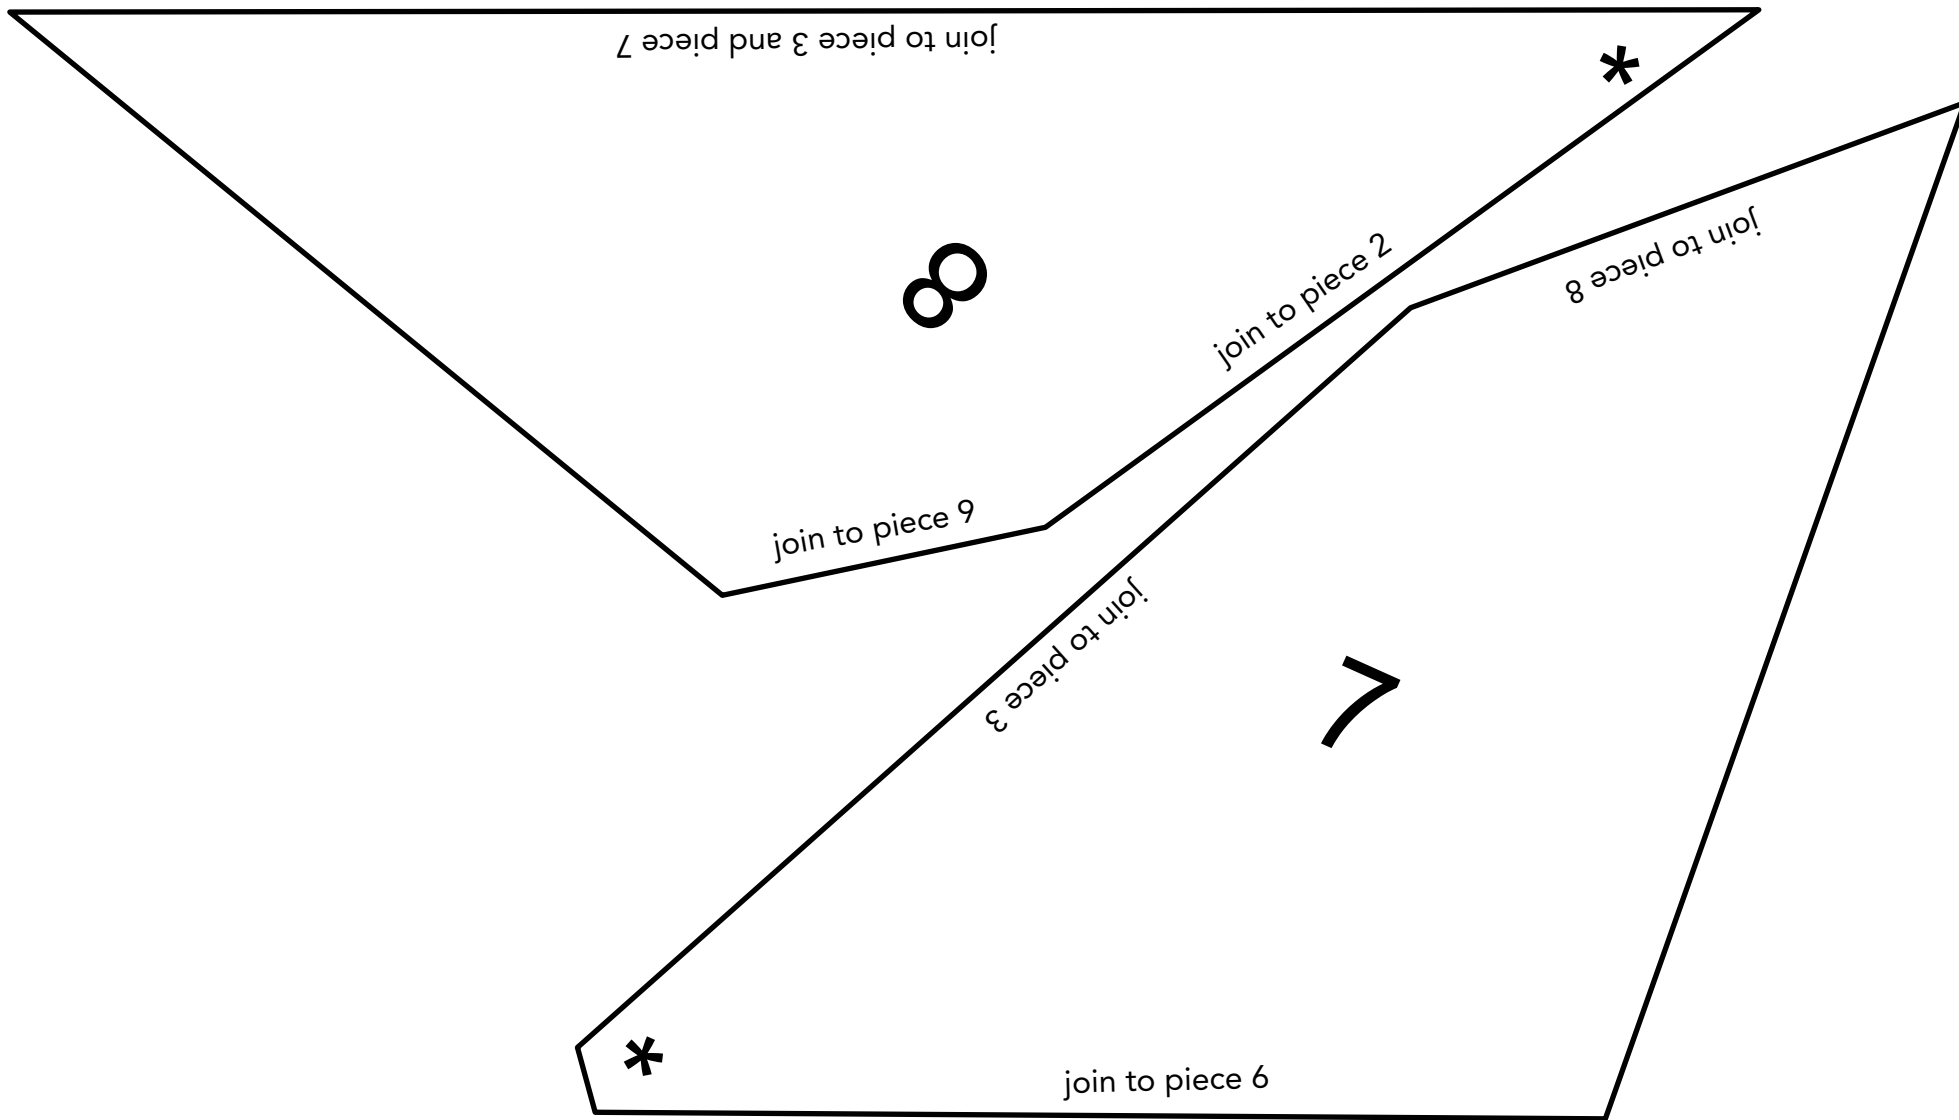 join to piece 3 and piece 7
*
8
join to piece 2
join to piece 9
join to piece 8
join to piece 3
7
*
join to piece 6